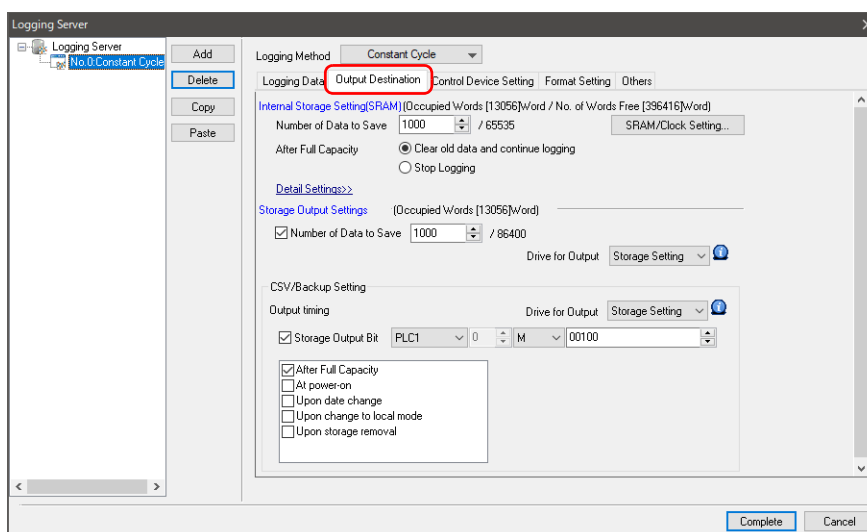 Logging Server
Logging Server
No.0:Constant Cycle
Add
Delete
Copy
Paste
Logging Method Constant Cycle
Logging Data Output Destination Control Device Setting Format Setting Others
Internal Storage Setting(SRAM) (Occupied Words [13056]Word / No. of Words Free [396416]Word)
Number of Data to Save 1000 / 65535 SRAM/Clock Setting...
After Full Capacity Clear old data and continue logging
Stop Logging
Detail Settings>>
Storage Output Settings (Occupied Words [13056]Word)
Number of Data to Save 1000 / 86400
Drive for Output Storage Setting
CSV/Backup Setting
Output timing Drive for Output Storage Setting
Storage Output Bit PLC1 0 M 00100
After Full Capacity
At power-on
Upon date change
Upon change to local mode
Upon storage removal
Complete Cancel